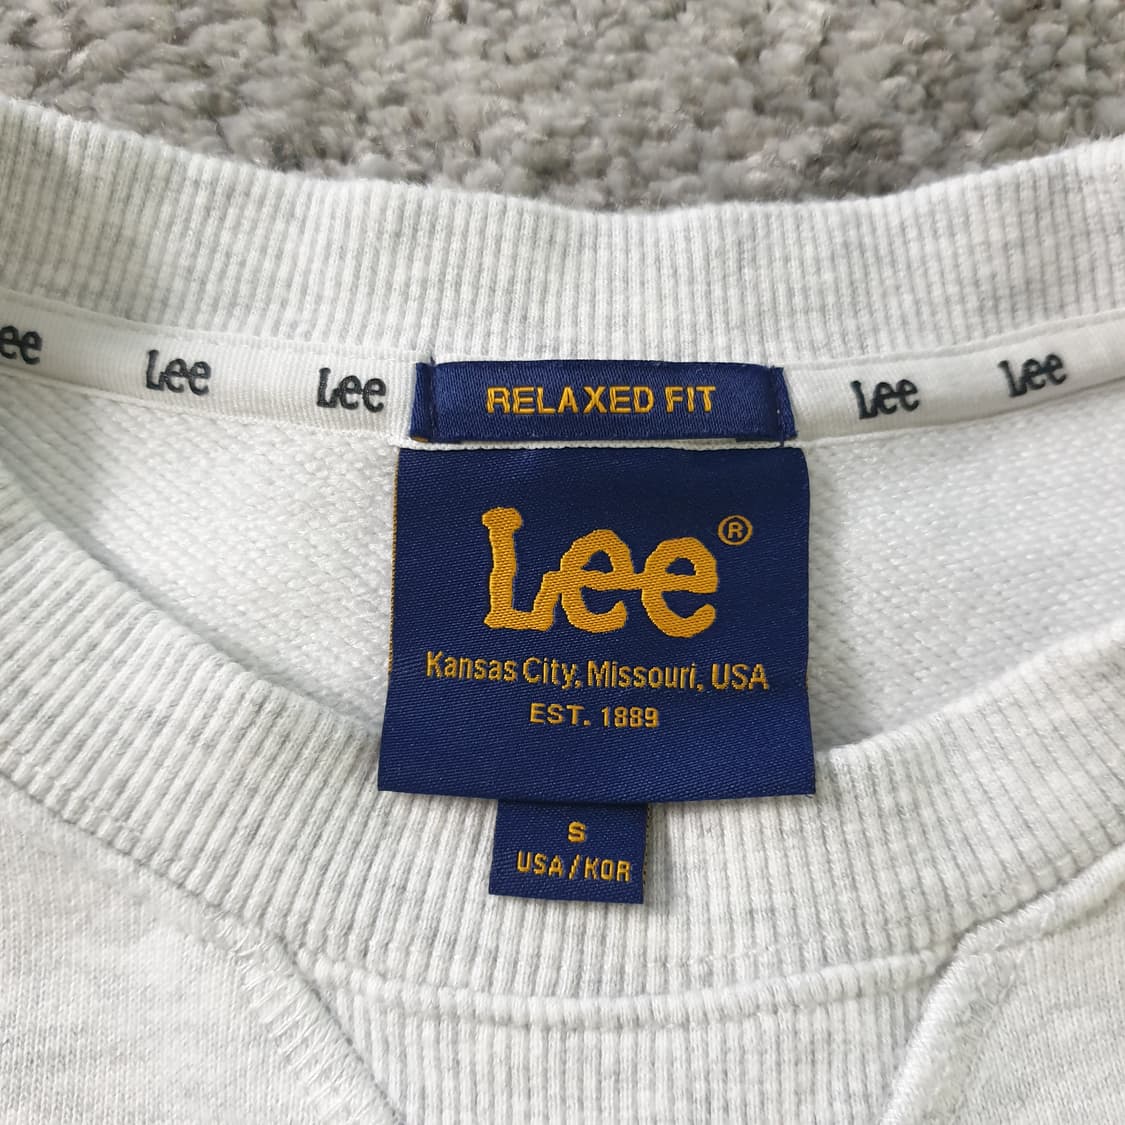 Lee Lee Lee RELAXED FIT Lee Lee
Lee®
Kansas City, Missouri, USA
EST. 1889
S
USA/KOR